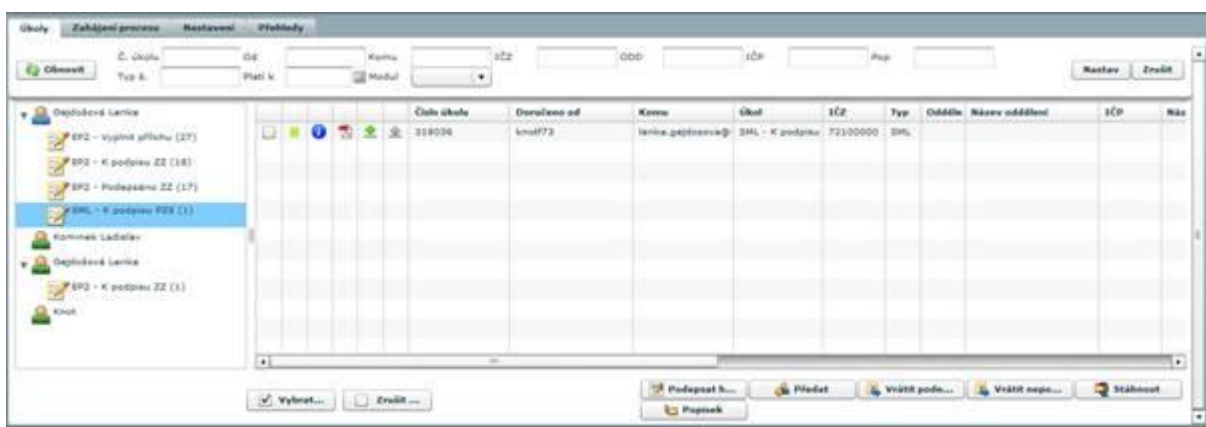 Úkoly Zahájení procesu Nastavení Přehledy
Č. úkolu Od Komu IČZ ODD IČP Pop
Obnovit Nastav Zrušit
Typ ú. Platí k Modul
Číslo úkolu Doručeno od Komu Úkol IČZ Typ Odděle Název oddělení IČP Náz
Gejdošová Lenka
EP2 - Vyplnit přílohu (27)
318036 knotf73 lenka.gejdosova@ SML - K podpisu 72100000 SML
EP2 - K podpisu ZZ (18)
EP2 - Podepsáno ZZ (17)
SML - K podpisu PZS (1)
Kominek Ladislav
Gejdošová Lenka
EP2 - K podpisu ZZ (1)
Knot
Podepsat h... Předat Vrátit pode... Vrátit nepo... Stáhnout
Vybrat... Zrušit ...
Popisek